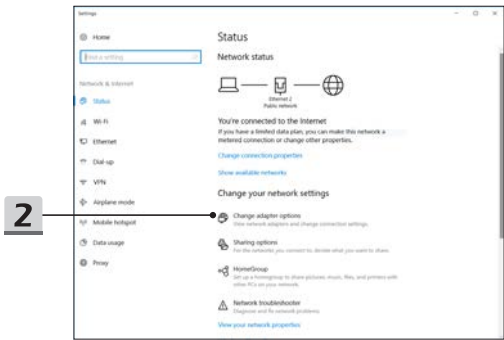 Settings
Home
Find a setting
Network & Internet
Status
Wi-Fi
Ethernet
Dial-up
VPN
Airplane mode
Mobile hotspot
Data usage
Proxy
Status
Network status
Ethernet 2
Public network
You're connected to the Internet
If you have a limited data plan, you can make this network a
metered connection or change other properties.
Change connection properties
Show available networks
Change your network settings
2
Change adapter options
View network adapters and change connection settings.
Sharing options
For the networks you connect to, decide what you want to share.
HomeGroup
Set up a homegroup to share pictures, music, files, and printers with
other PCs on your network.
Network troubleshooter
Diagnose and fix network problems.
View your network properties